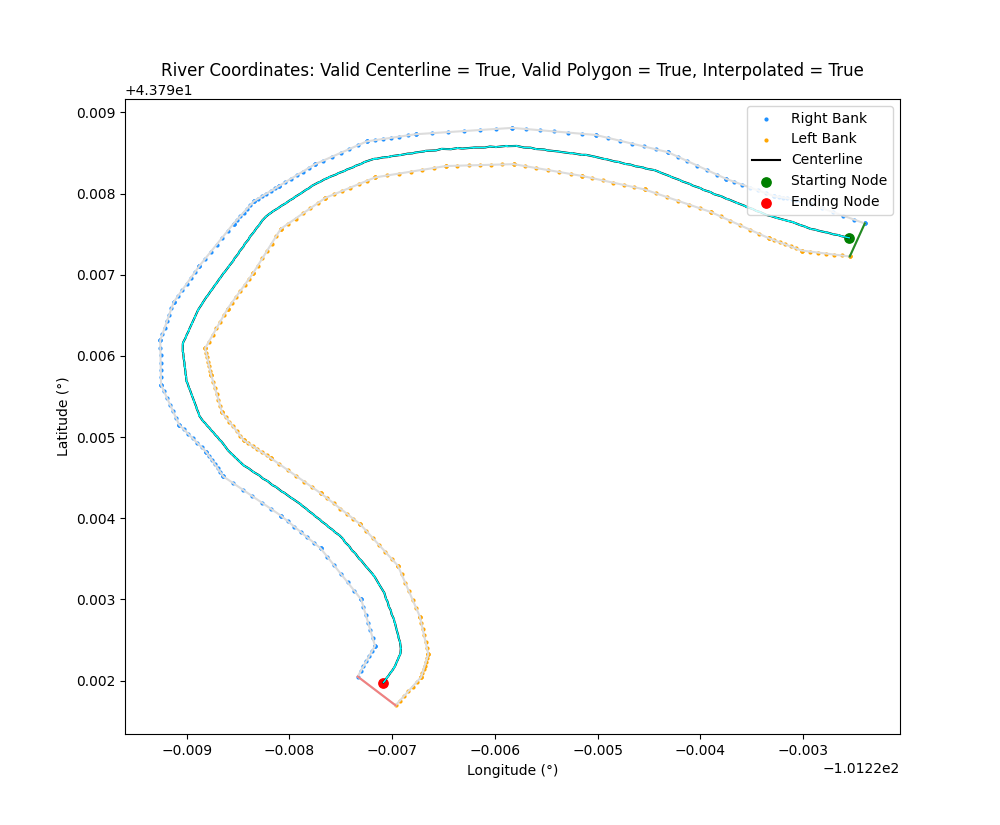 River Coordinates: Valid Centerline = True, Valid Polygon = True, Interpolated = True
+4.379e1
0.009
0.008
0.007
0.006
0.005
0.004
0.003
0.002
Latitude (°)
Right Bank
Left Bank
Centerline
Starting Node
Ending Node
−0.009 −0.008 −0.007 −0.006 −0.005 −0.004 −0.003
Longitude (°)
−1.0122e2